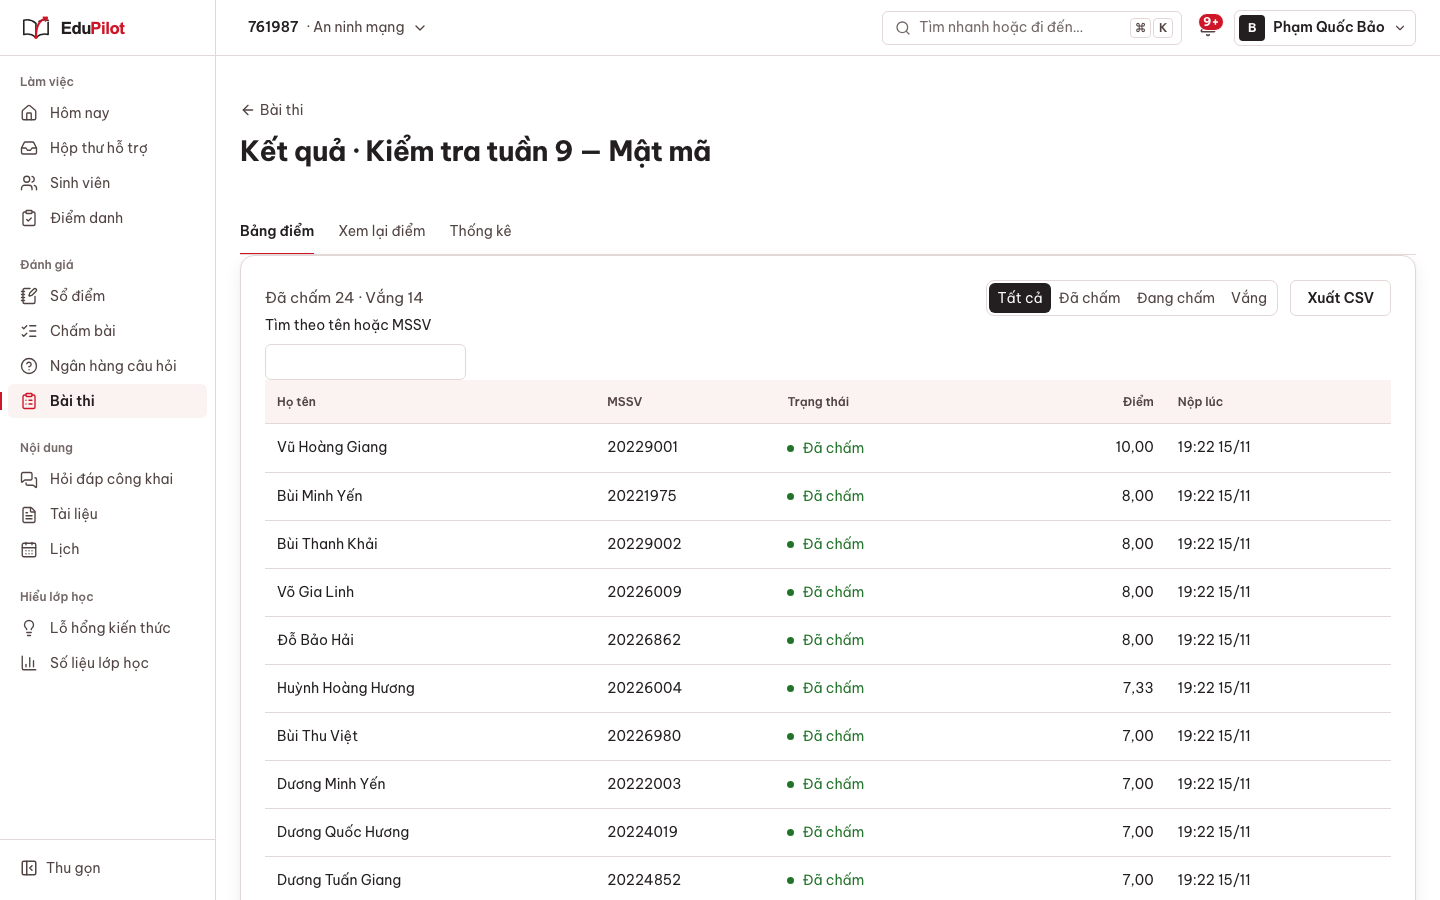 EduPilot
761987 · An ninh mạng
Tìm nhanh hoặc đi đến...
⌘ K
9+
B Phạm Quốc Bảo
Làm việc
Hôm nay
Hộp thư hỗ trợ
Sinh viên
Điểm danh
Đánh giá
Sổ điểm
Chấm bài
Ngân hàng câu hỏi
Bài thi
Nội dung
Hỏi đáp công khai
Tài liệu
Lịch
Hiểu lớp học
Lỗ hổng kiến thức
Số liệu lớp học
Thu gọn
← Bài thi
Kết quả · Kiểm tra tuần 9 — Mật mã
Bảng điểm Xem lại điểm Thống kê
Đã chấm 24 · Vắng 14
Tất cả Đã chấm Đang chấm Vắng Xuất CSV
Tìm theo tên hoặc MSSV
Họ tên MSSV Trạng thái Điểm Nộp lúc
Vũ Hoàng Giang 20229001 Đã chấm 10,00 19:22 15/11
Bùi Minh Yến 20221975 Đã chấm 8,00 19:22 15/11
Bùi Thanh Khải 20229002 Đã chấm 8,00 19:22 15/11
Võ Gia Linh 20226009 Đã chấm 8,00 19:22 15/11
Đỗ Bảo Hải 20226862 Đã chấm 8,00 19:22 15/11
Huỳnh Hoàng Hương 20226004 Đã chấm 7,33 19:22 15/11
Bùi Thu Việt 20226980 Đã chấm 7,00 19:22 15/11
Dương Minh Yến 20222003 Đã chấm 7,00 19:22 15/11
Dương Quốc Hương 20224019 Đã chấm 7,00 19:22 15/11
Dương Tuấn Giang 20224852 Đã chấm 7,00 19:22 15/11